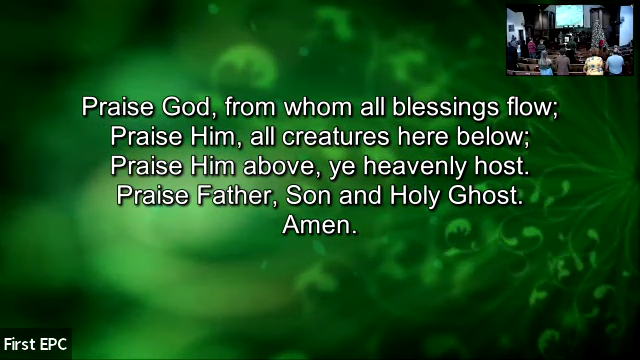 Praise God, from whom all blessings flow;
Praise Him, all creatures here below;
Praise Him above, ye heavenly host.
Praise Father, Son and Holy Ghost.
Amen.
First EPC